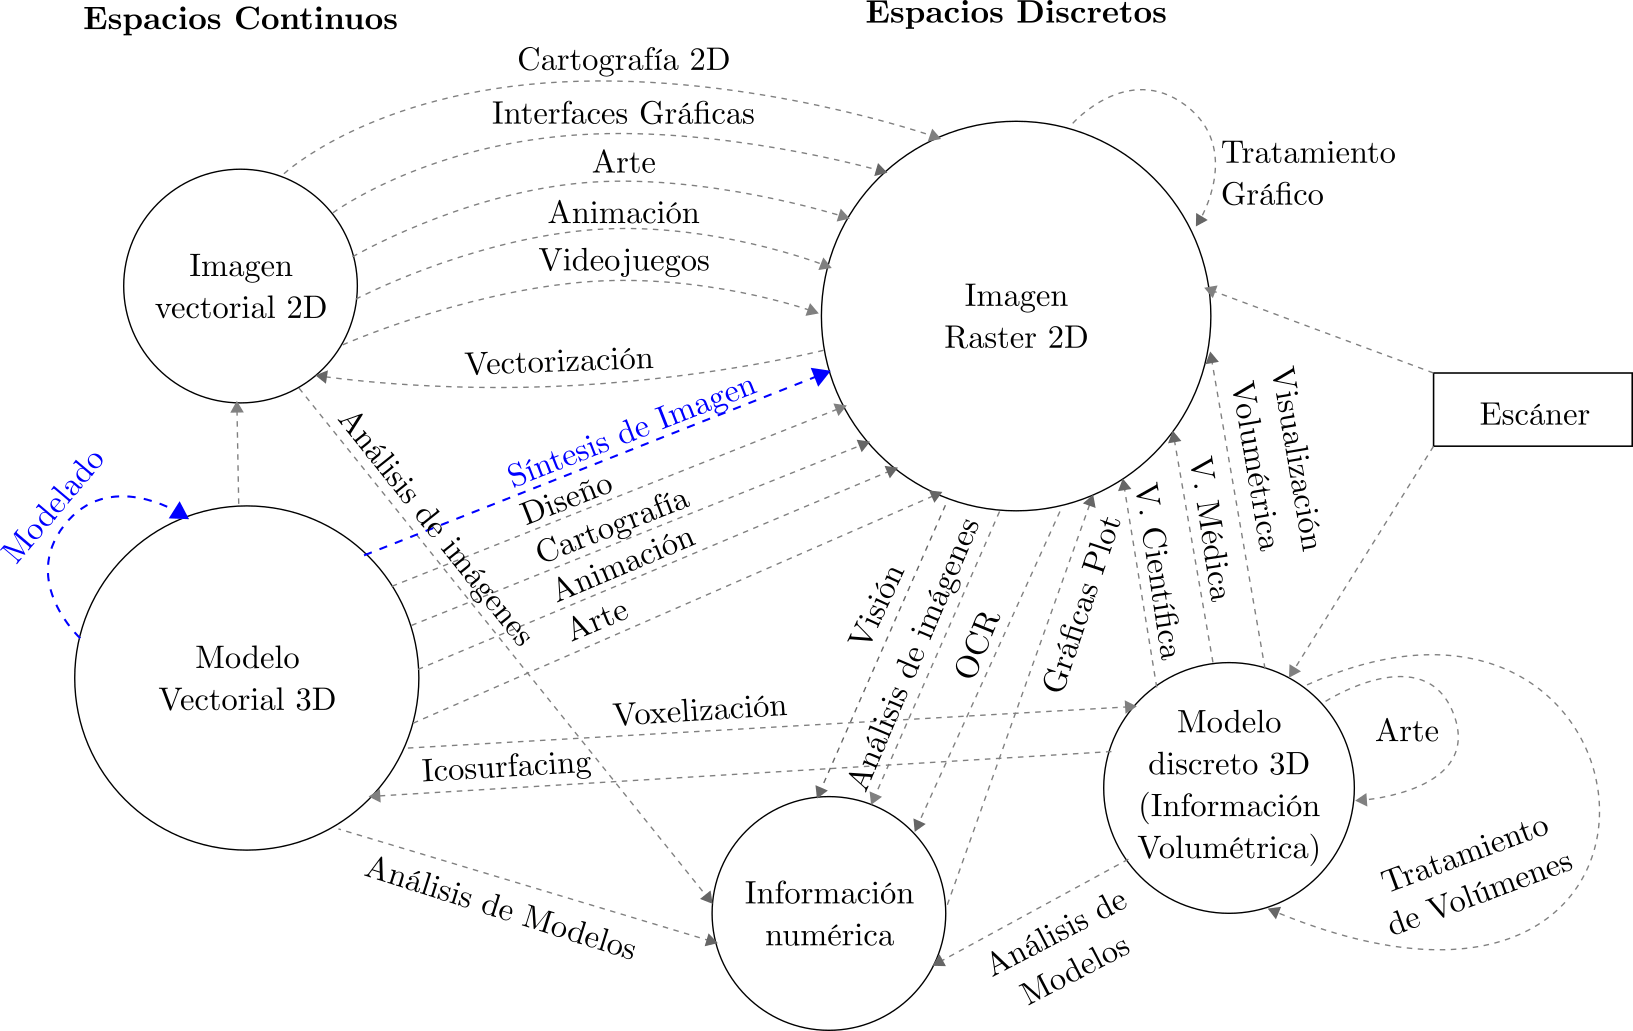 Espacios Continuos
Espacios Discretos
Cartografía 2D
Interfaces Gráficas
Arte
Animación
Videojuegos
Vectorización
Tratamiento
Gráfico
Imagen
vectorial 2D
Imagen
Raster 2D
Escáner
Síntesis de Imagen
Diseño
Cartografía
Animación
Arte
Análisis de imágenes
Modelado
Modelo
Vectorial 3D
Visión
Análisis de imágenes
OCR
Gráficas Plot
V. Científica
V. Médica
Visualización
Volumétrica
Voxelización
Icosurfacing
Modelo
discreto 3D
(Información
Volumétrica)
Arte
Tratamiento
de Volúmenes
Análisis de Modelos
Información
numérica
Análisis de
Modelos